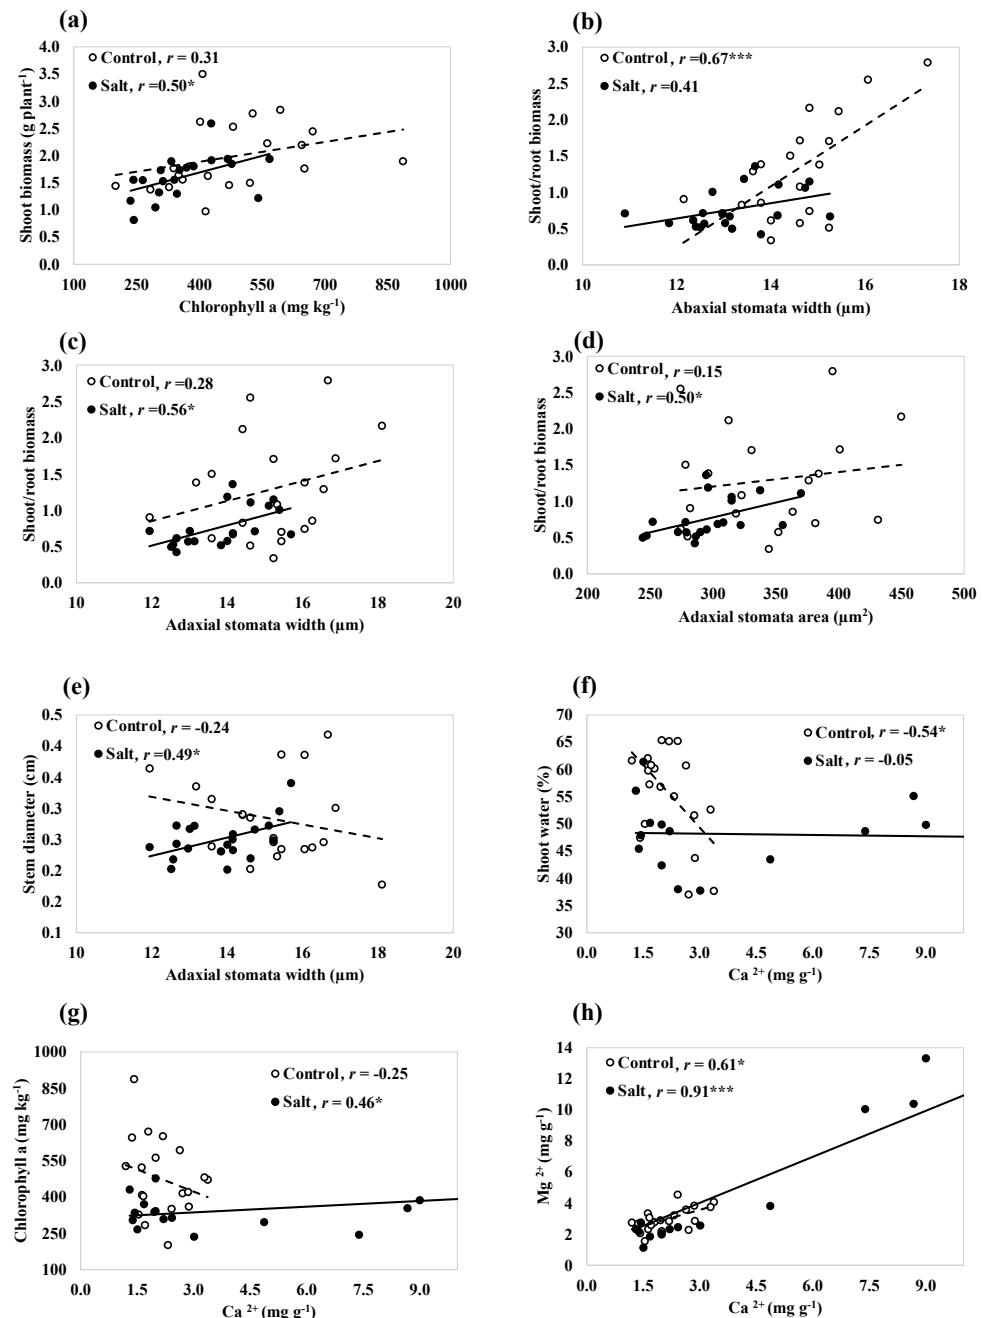 (a)
Shoot biomass (g plant-1)
4.0
3.5
3.0
2.5
2.0
1.5
1.0
0.5
0.0
Control, r = 0.31
Salt, r =0.50*
100 250 400 550 700 850 1000
Chlorophyll a (mg kg-1)
(b)
Shoot/root biomass
3.0
2.5
2.0
1.5
1.0
0.5
0.0
Control, r =0.67***
Salt, r =0.41
10 12 14 16 18
Abaxial stomata width (µm)
(c)
Shoot/root biomass
3.0
2.5
2.0
1.5
1.0
0.5
0.0
Control, r =0.28
Salt, r =0.56*
10 12 14 16 18 20
Adaxial stomata width (µm)
(d)
Shoot/root biomass
3.0
2.5
2.0
1.5
1.0
0.5
0.0
Control, r =0.15
Salt, r =0.50*
200 250 300 350 400 450 500
Adaxial stomata area (µm2)
(e)
Stem diameter (cm)
0.5
0.4
0.4
0.3
0.3
0.2
0.2
0.1
Control, r = -0.24
Salt, r =0.49*
10 12 14 16 18 20
Adaxial stomata width (µm)
(f)
Shoot water (%)
70
65
60
55
50
45
40
35
30
Control, r = -0.54*
Salt, r = -0.05
0.0 1.5 3.0 4.5 6.0 7.5 9.0
Ca 2+ (mg g-1)
(g)
Chlorophyll a (mg kg-1)
1000
850
700
550
400
250
100
Control, r = -0.25
Salt, r = 0.46*
0.0 1.5 3.0 4.5 6.0 7.5 9.0
Ca 2+ (mg g-1)
(h)
Mg 2+ (mg g-1)
14
12
10
8
6
4
2
0
Control, r = 0.61*
Salt, r = 0.91***
0.0 1.5 3.0 4.5 6.0 7.5 9.0
Ca 2+ (mg g-1)